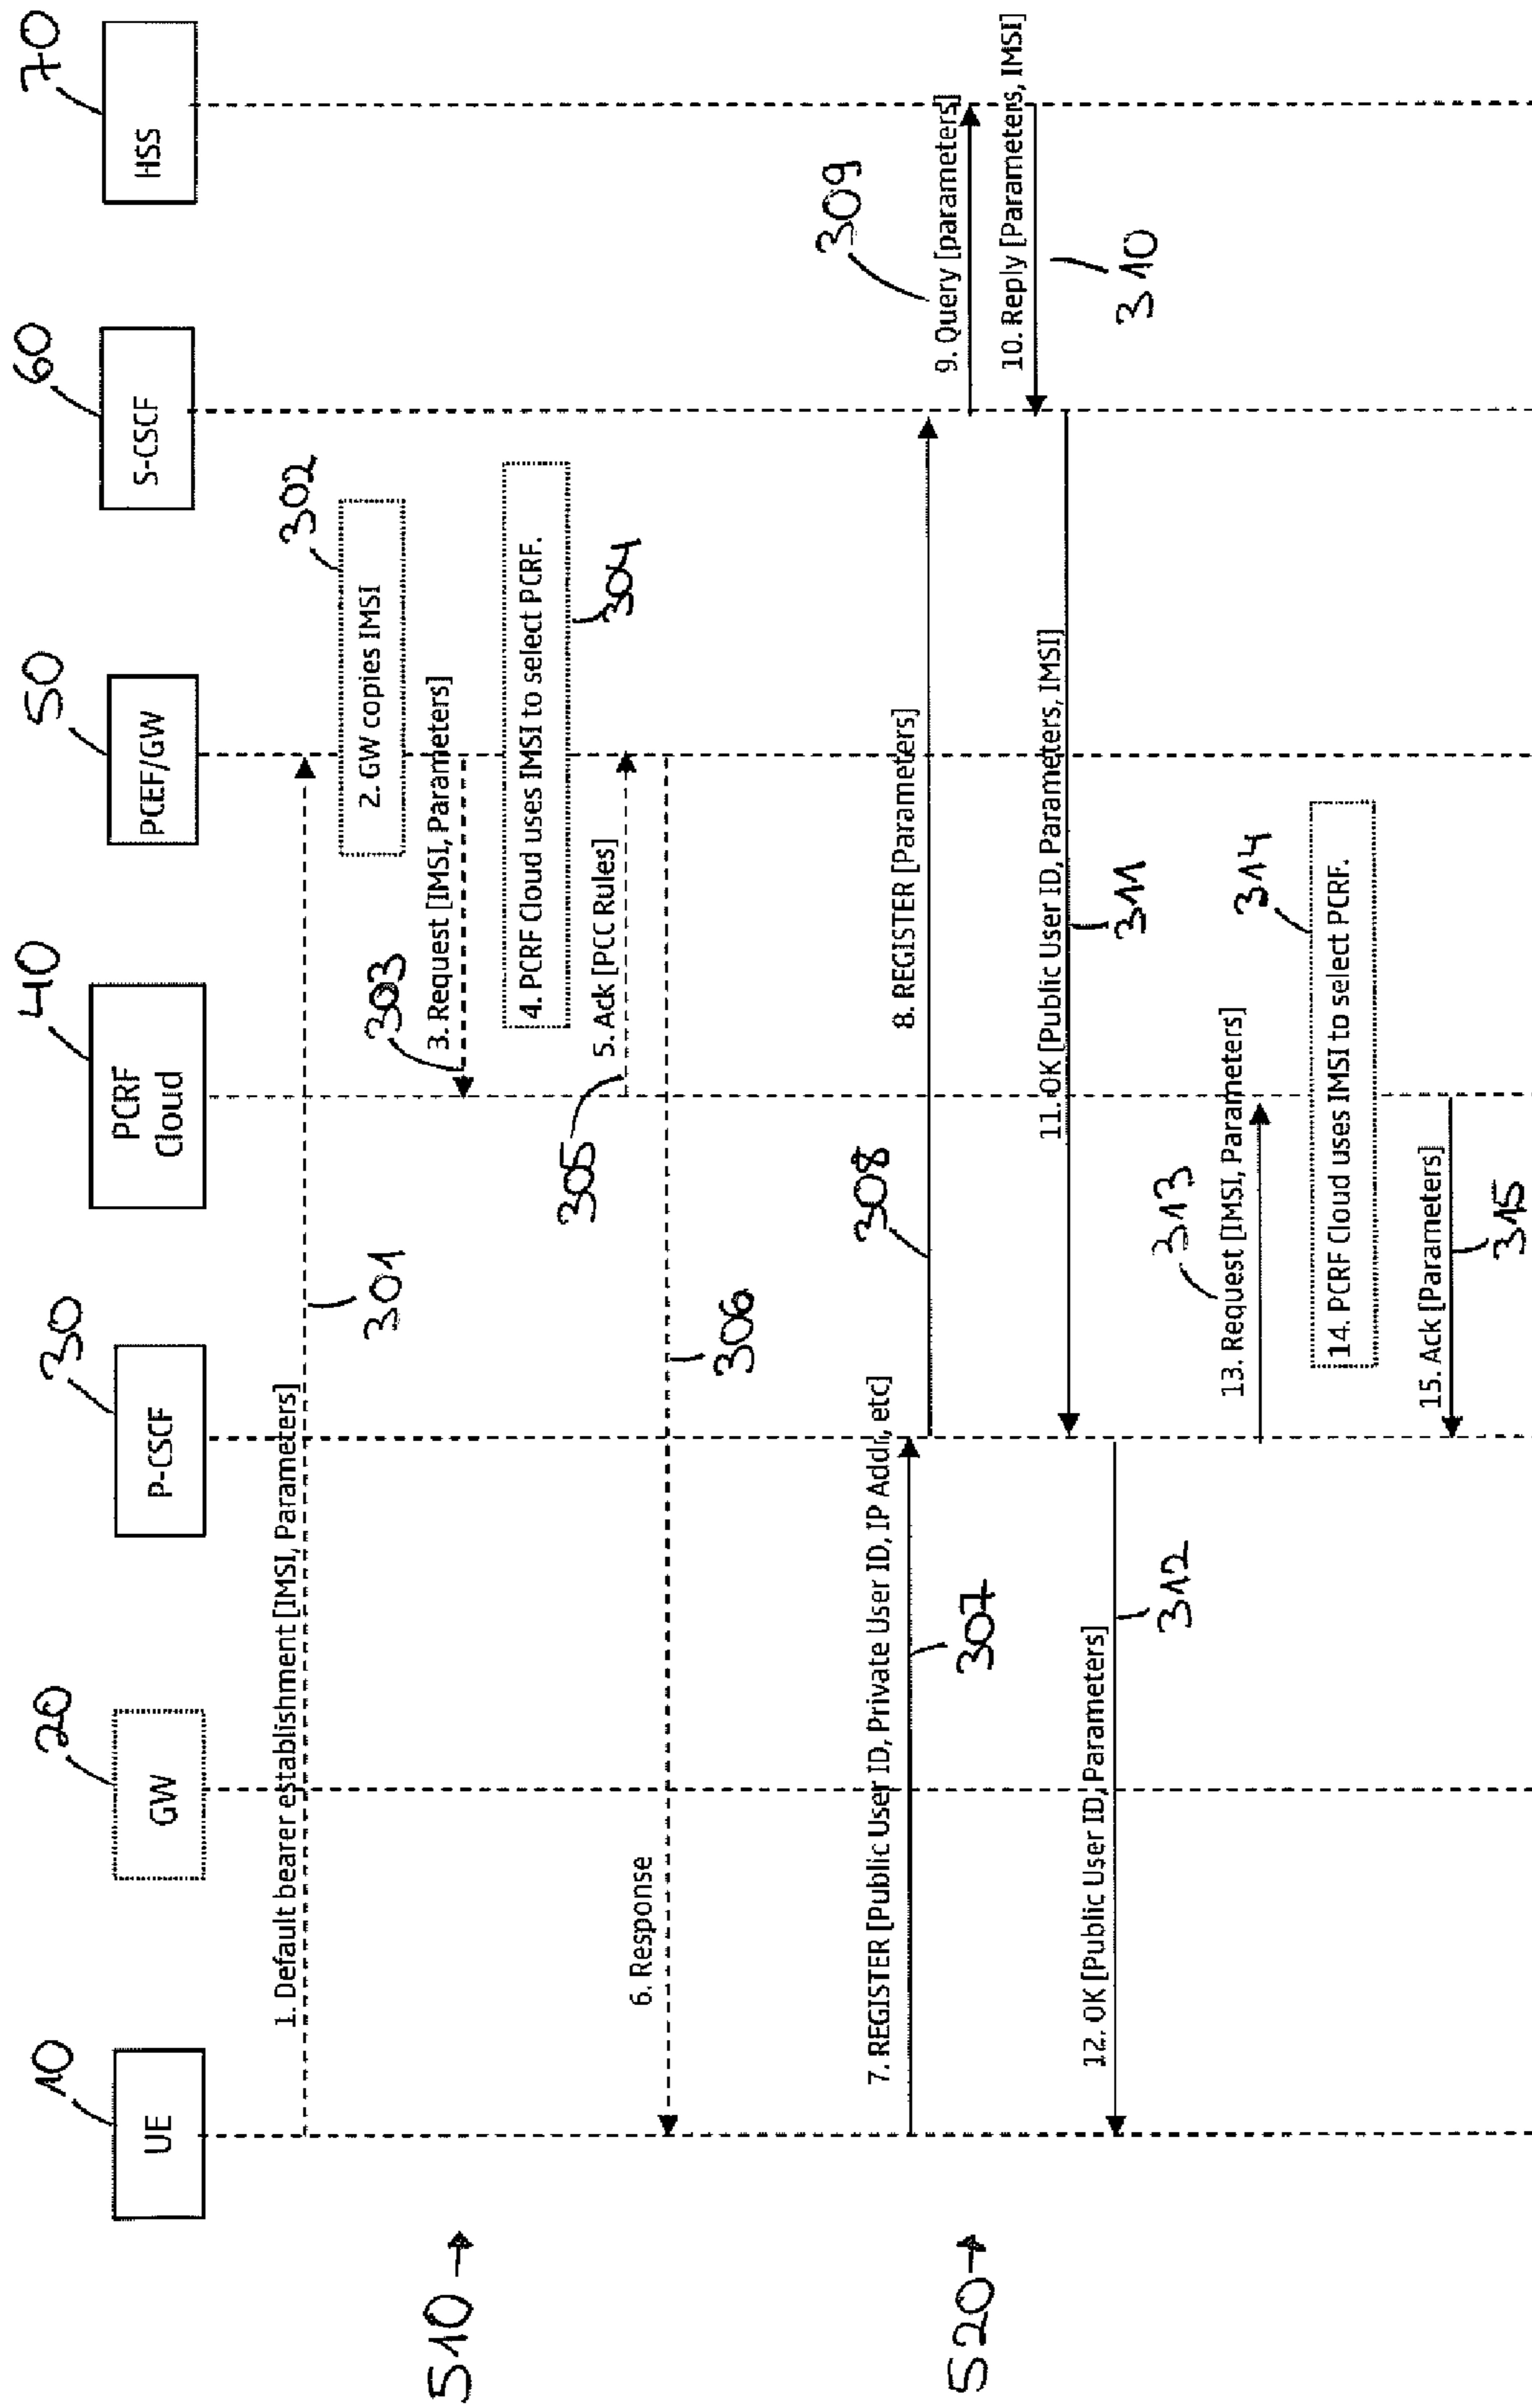 10
20
30
40
50
60
70
UE
GW
P-CSCF
PCRF
Cloud
PCEF/GW
S-CSCF
HSS
510
1. Default bearer establishment [IMSI, Parameters]
301
2. GW copies IMSI
302
3. Request [IMSI, Parameters]
303
4. PCRF Cloud uses IMSI to select PCRF.
304
5. Ack [PCC Rules]
305
6. Response
306
520
7. REGISTER [Public User ID, Private User ID, IP Addr, etc]
307
8. REGISTER [Parameters]
308
9. Query [parameters]
309
10. Reply [Parameters, IMSI]
310
11. OK [Public User ID, Parameters, IMSI]
311
12. OK [Public User ID, Parameters]
312
13. Request [IMSI, Parameters]
313
14. PCRF Cloud uses IMSI to select PCRF.
314
15. Ack [Parameters]
315